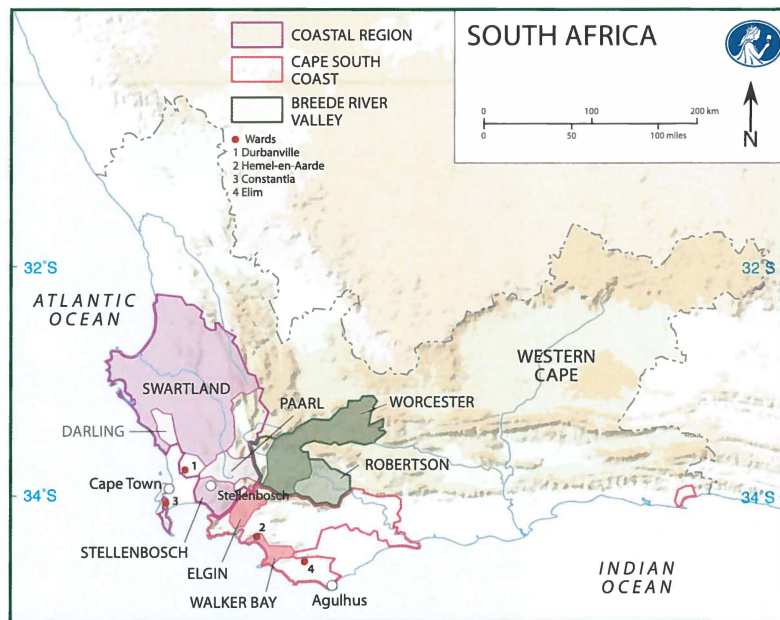 SOUTH AFRICA
0 100 200 km
0 50 100 miles
N
COASTAL REGION
CAPE SOUTH
COAST
BREEDE RIVER
VALLEY
Wards
1 Durbanville
2 Hemel-en-Aarde
3 Constantia
4 Elim
32°S
32°S
ATLANTIC
OCEAN
SWARTLAND
WESTERN
CAPE
PAARL
WORCESTER
DARLING
ROBERTSON
1
Cape Town
Stellenbosch
34°S
34°S
3
2
STELLENBOSCH
ELGIN
4
WALKER BAY
Agulhus
INDIAN
OCEAN